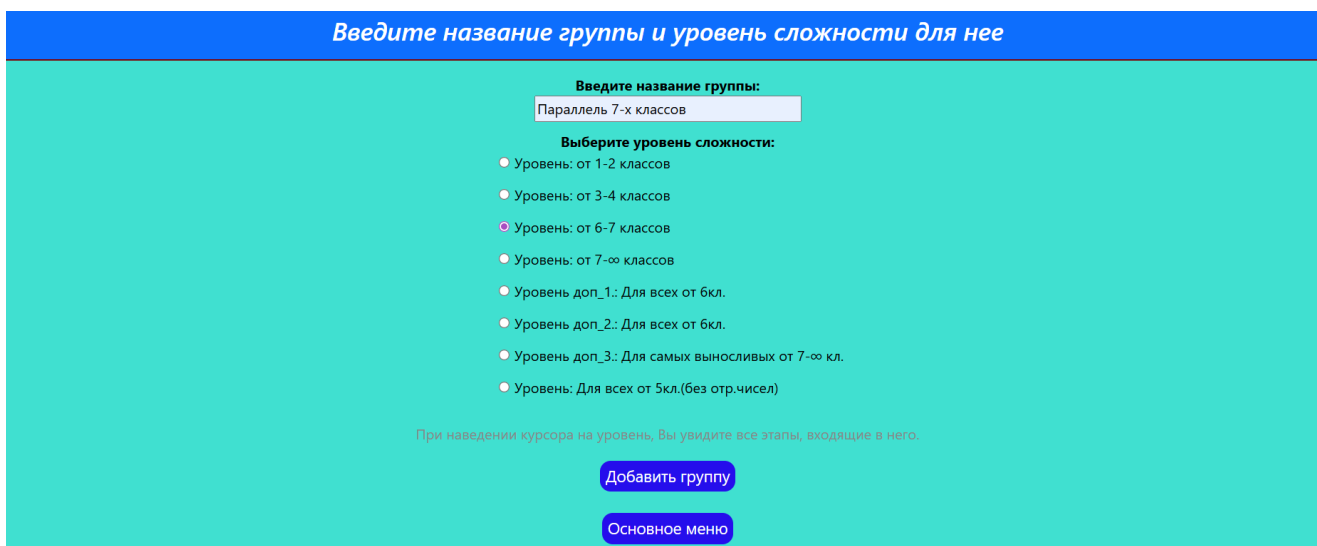 Введите название группы и уровень сложности для нее
Введите название группы:
Параллель 7-х классов
Выберите уровень сложности:
Уровень: от 1-2 классов
Уровень: от 3-4 классов
Уровень: от 6-7 классов
Уровень: от 7-∞ классов
Уровень доп_1.: Для всех от 6кл.
Уровень доп_2.: Для всех от 6кл.
Уровень доп_3.: Для самых выносливых от 7-∞ кл.
Уровень: Для всех от 5кл.(без отр.чисел)
При наведении курсора на уровень, Вы увидите все этапы, входящие в него.
Добавить группу
Основное меню